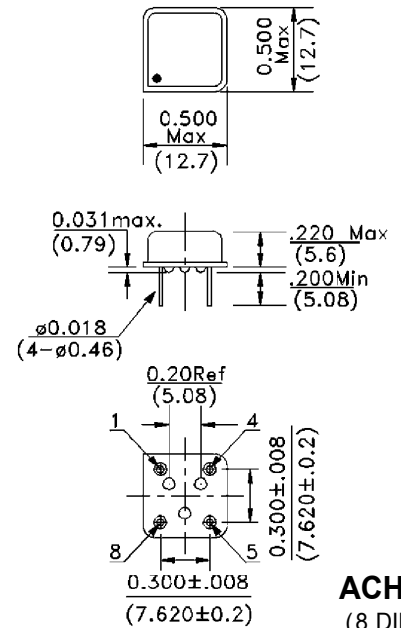 0.500
Max
(12.7)
0.500
Max
(12.7)
0.031max.
(0.79)
.220 Max
(5.6)
.200Min
(5.08)
ø0.018
(4-ø0.46)
0.20Ref
(5.08)
1
4
8
5
0.300±.008
(7.620±.0.2)
0.300±.008
(7.620±0.2)
ACH
(8 DI